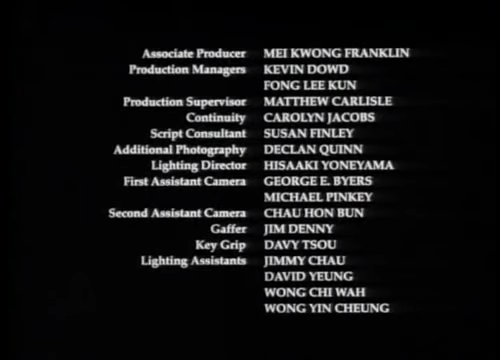 Associate Producer MEI KWONG FRANKLIN
Production Managers KEVIN DOWD
FONG LEE KUN
Production Supervisor MATTHEW CARLISLE
Continuity CAROLYN JACOBS
Script Consultant SUSAN FINLEY
Additional Photography DECLAN QUINN
Lighting Director HISAAKI YONEYAMA
First Assistant Camera GEORGE E. BYERS
MICHAEL PINKEY
Second Assistant Camera CHAU HON BUN
Gaffer JIM DENNY
Key Grip DAVY TSOU
Lighting Assistants JIMMY CHAU
DAVID YEUNG
WONG CHI WAH
WONG YIN CHEUNG